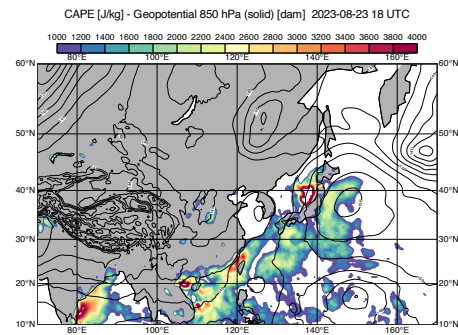 CAPE [J/kg] - Geopotential 850 hPa (solid) [dam]  2023-08-23 18 UTC
1000 1200 1400 1600 1800 2000 2200 2400 2600 2800 3000 3200 3400 3600 3800 4000
80°E 100°E 120°E 140°E 160°E
60°N 60°N
50°N 50°N
40°N 40°N
30°N 30°N
20°N 20°N
10°N 10°N
80°E 100°E 120°E 140°E 160°E